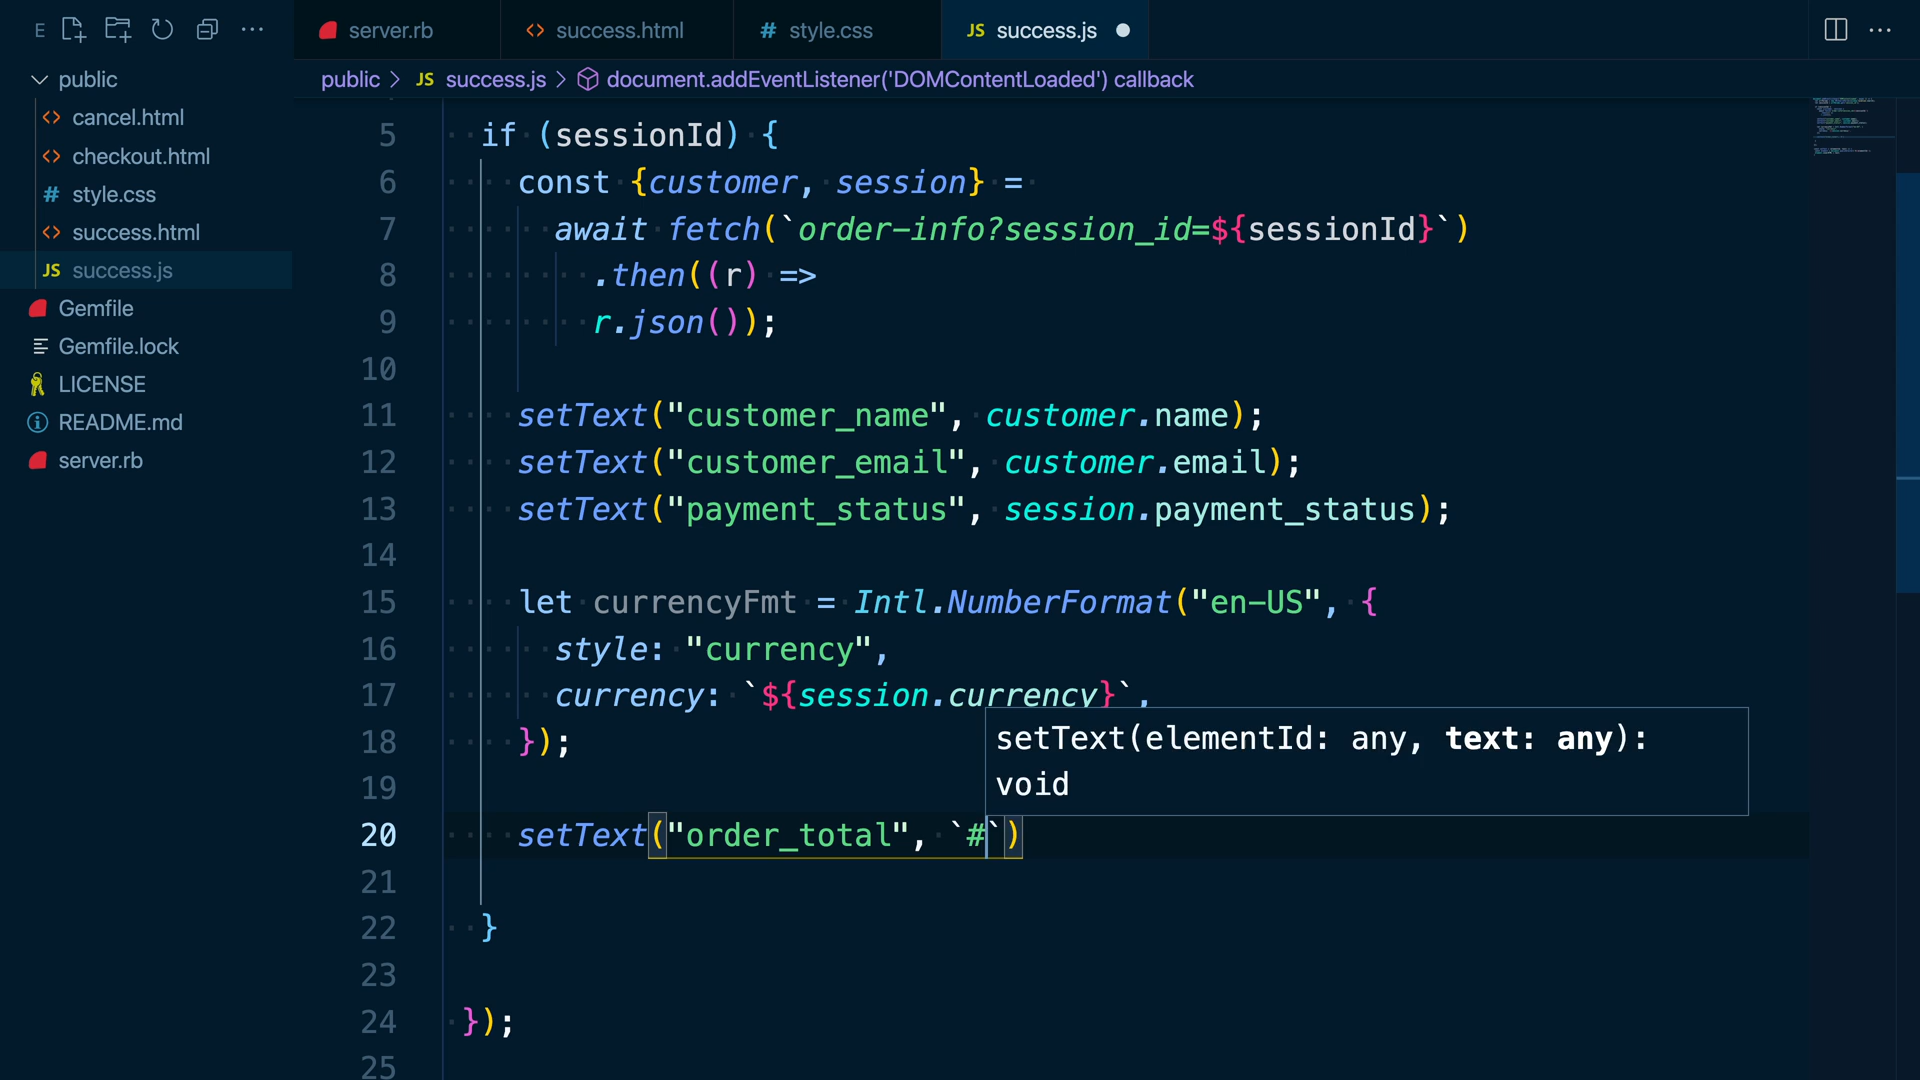 E
server.rb
success.html
style.css
JS success.js
public
public > JS success.js > document.addEventListener('DOMContentLoaded') callback
cancel.html
checkout.html
style.css
success.html
JS success.js
Gemfile
Gemfile.lock
LICENSE
README.md
server.rb
5 if (sessionId) {
6 const {customer, session} =
7 await fetch(`order-info?session_id=${sessionId}`)
8 .then((r) =>
9 r.json());
10
11 setText("customer_name", customer.name);
12 setText("customer_email", customer.email);
13 setText("payment_status", session.payment_status);
14
15 let currencyFmt = Intl.NumberFormat("en-US", {
16 style: "currency",
17 currency: `${session.currency}`,
18 });
setText(elementId: any, text: any):
void
19
20 setText("order_total", `#`)
21
22 }
23
24 });
25